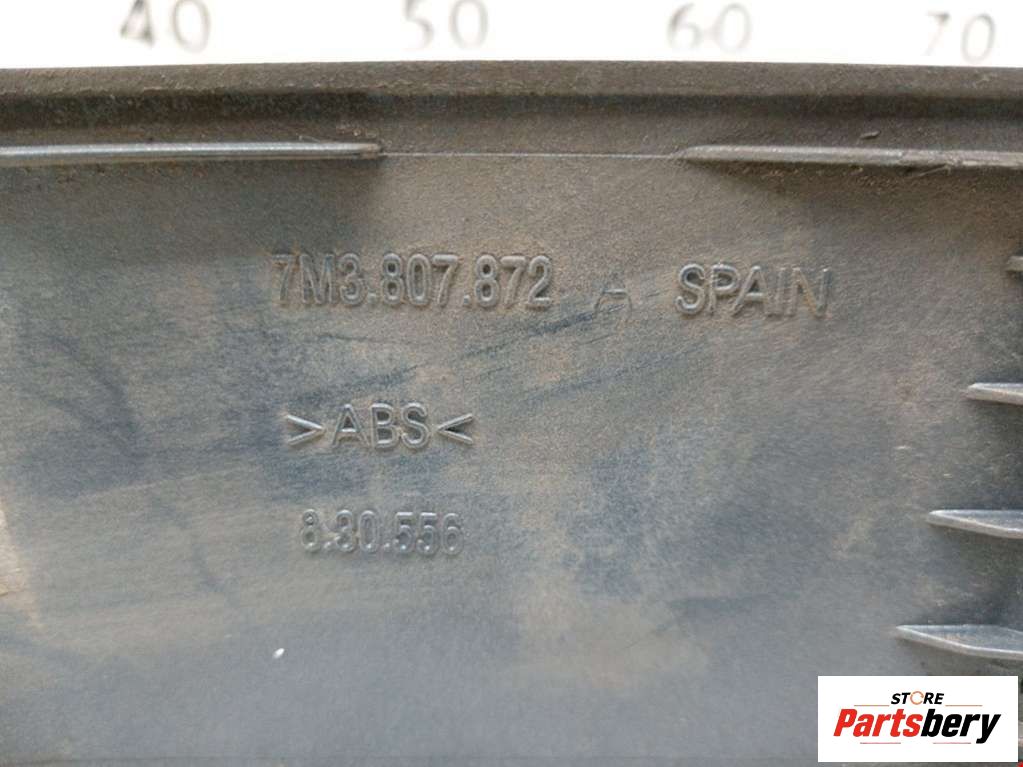 40 50 60 70
7M3.807.872 A SPAIN
>ABS<
8.30.556
STORE
Partsbery